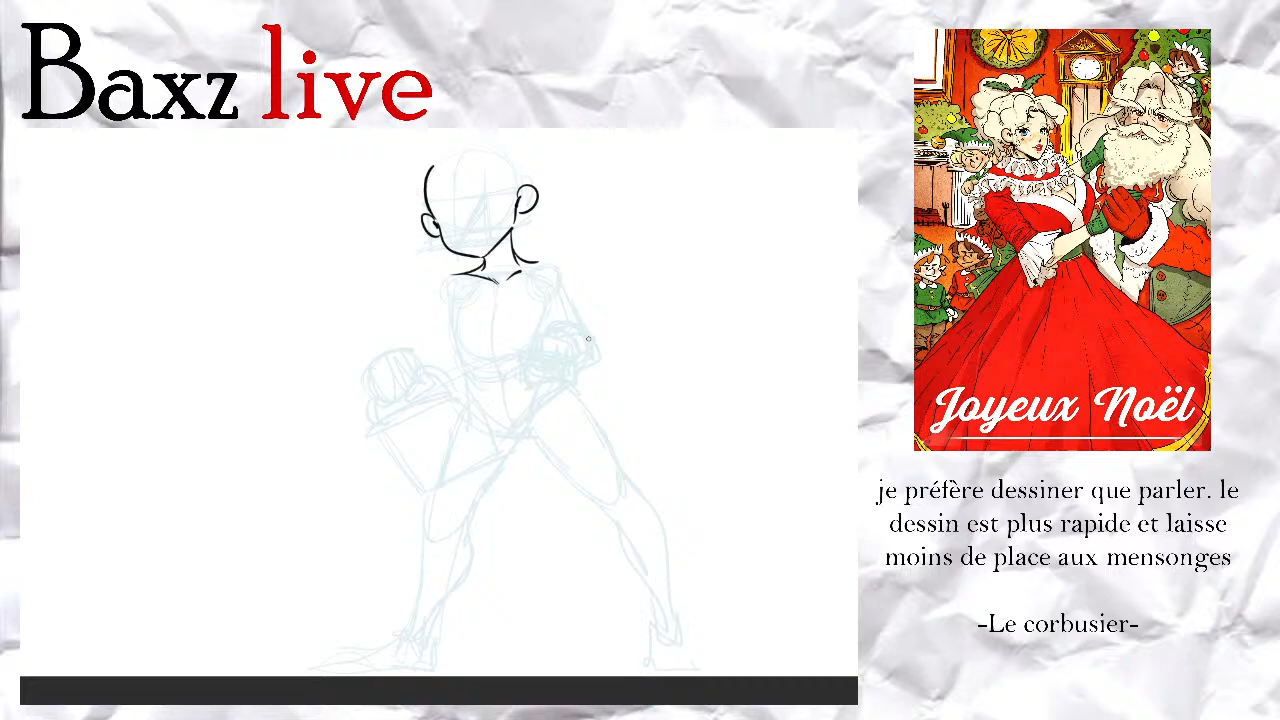 Baxz live
Joyeux Noël
je préfère dessiner que parler. le
dessin est plus rapide et laisse
moins de place aux mensonges
-Le corbusier-